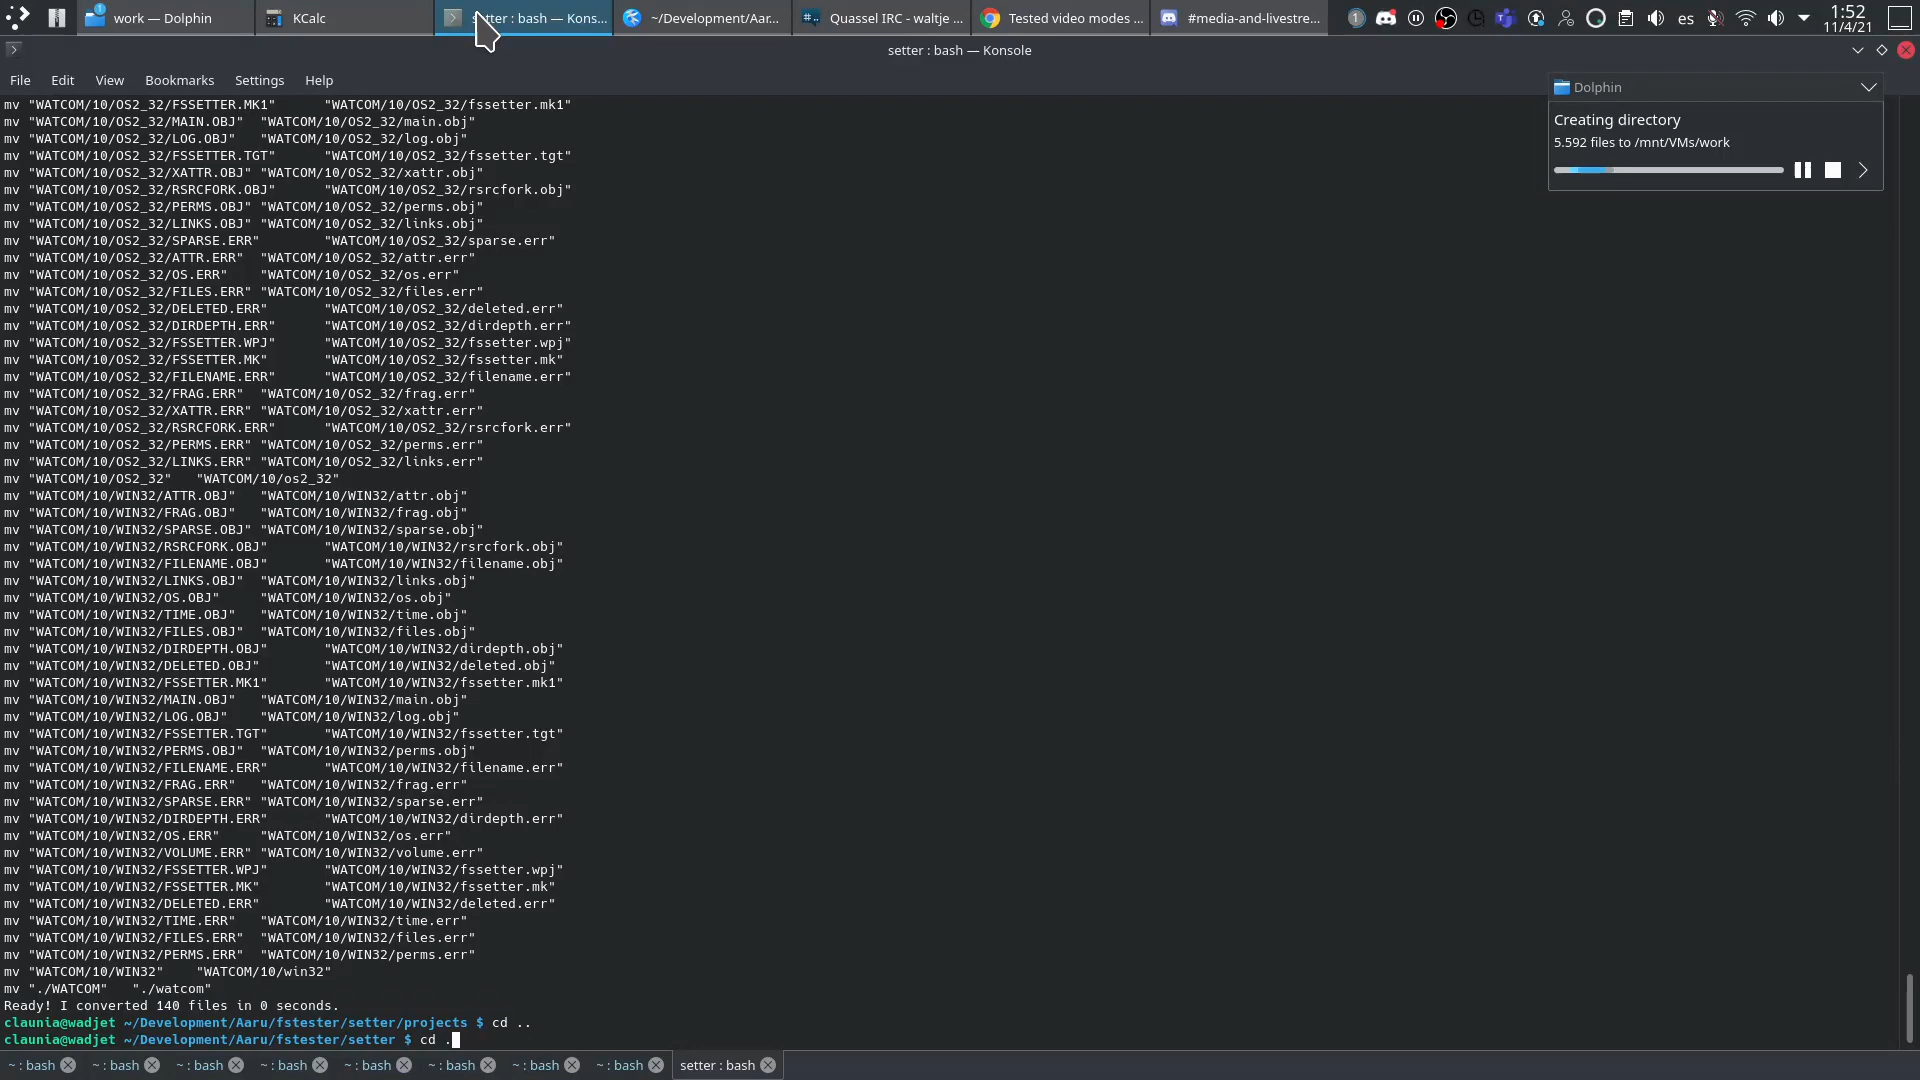 work — Dolphin
KCalc
setter : bash — Kons...
~/Development/Aar...
Quassel IRC - waltje ...
Tested video modes ...
#media-and-livestre...
es
1:52
11/4/21
setter : bash — Konsole
File Edit View Bookmarks Settings Help
Dolphin
Creating directory
5.592 files to /mnt/VMs/work
mv "WATCOM/10/OS2_32/FSSETTER.MK1" "WATCOM/10/OS2_32/fssetter.mk1"
mv "WATCOM/10/OS2_32/MAIN.OBJ" "WATCOM/10/OS2_32/main.obj"
mv "WATCOM/10/OS2_32/LOG.OBJ" "WATCOM/10/OS2_32/log.obj"
mv "WATCOM/10/OS2_32/FSSETTER.TGT" "WATCOM/10/OS2_32/fssetter.tgt"
mv "WATCOM/10/OS2_32/XATTR.OBJ" "WATCOM/10/OS2_32/xattr.obj"
mv "WATCOM/10/OS2_32/RSRCFORK.OBJ" "WATCOM/10/OS2_32/rsrcfork.obj"
mv "WATCOM/10/OS2_32/PERMS.OBJ" "WATCOM/10/OS2_32/perms.obj"
mv "WATCOM/10/OS2_32/LINKS.OBJ" "WATCOM/10/OS2_32/links.obj"
mv "WATCOM/10/OS2_32/SPARSE.ERR" "WATCOM/10/OS2_32/sparse.err"
mv "WATCOM/10/OS2_32/ATTR.ERR" "WATCOM/10/OS2_32/attr.err"
mv "WATCOM/10/OS2_32/OS.ERR" "WATCOM/10/OS2_32/os.err"
mv "WATCOM/10/OS2_32/FILES.ERR" "WATCOM/10/OS2_32/files.err"
mv "WATCOM/10/OS2_32/DELETED.ERR" "WATCOM/10/OS2_32/deleted.err"
mv "WATCOM/10/OS2_32/DIRDEPTH.ERR" "WATCOM/10/OS2_32/dirdepth.err"
mv "WATCOM/10/OS2_32/FSSETTER.WPJ" "WATCOM/10/OS2_32/fssetter.wpj"
mv "WATCOM/10/OS2_32/FSSETTER.MK" "WATCOM/10/OS2_32/fssetter.mk"
mv "WATCOM/10/OS2_32/FILENAME.ERR" "WATCOM/10/OS2_32/filename.err"
mv "WATCOM/10/OS2_32/FRAG.ERR" "WATCOM/10/OS2_32/frag.err"
mv "WATCOM/10/OS2_32/XATTR.ERR" "WATCOM/10/OS2_32/xattr.err"
mv "WATCOM/10/OS2_32/RSRCFORK.ERR" "WATCOM/10/OS2_32/rsrcfork.err"
mv "WATCOM/10/OS2_32/PERMS.ERR" "WATCOM/10/OS2_32/perms.err"
mv "WATCOM/10/OS2_32/LINKS.ERR" "WATCOM/10/OS2_32/links.err"
mv "WATCOM/10/OS2_32" "WATCOM/10/os2_32"
mv "WATCOM/10/WIN32/ATTR.OBJ" "WATCOM/10/WIN32/attr.obj"
mv "WATCOM/10/WIN32/FRAG.OBJ" "WATCOM/10/WIN32/frag.obj"
mv "WATCOM/10/WIN32/SPARSE.OBJ" "WATCOM/10/WIN32/sparse.obj"
mv "WATCOM/10/WIN32/RSRCFORK.OBJ" "WATCOM/10/WIN32/rsrcfork.obj"
mv "WATCOM/10/WIN32/FILENAME.OBJ" "WATCOM/10/WIN32/filename.obj"
mv "WATCOM/10/WIN32/LINKS.OBJ" "WATCOM/10/WIN32/links.obj"
mv "WATCOM/10/WIN32/OS.OBJ" "WATCOM/10/WIN32/os.obj"
mv "WATCOM/10/WIN32/TIME.OBJ" "WATCOM/10/WIN32/time.obj"
mv "WATCOM/10/WIN32/FILES.OBJ" "WATCOM/10/WIN32/files.obj"
mv "WATCOM/10/WIN32/DIRDEPTH.OBJ" "WATCOM/10/WIN32/dirdepth.obj"
mv "WATCOM/10/WIN32/DELETED.OBJ" "WATCOM/10/WIN32/deleted.obj"
mv "WATCOM/10/WIN32/FSSETTER.MK1" "WATCOM/10/WIN32/fssetter.mk1"
mv "WATCOM/10/WIN32/MAIN.OBJ" "WATCOM/10/WIN32/main.obj"
mv "WATCOM/10/WIN32/LOG.OBJ" "WATCOM/10/WIN32/log.obj"
mv "WATCOM/10/WIN32/FSSETTER.TGT" "WATCOM/10/WIN32/fssetter.tgt"
mv "WATCOM/10/WIN32/PERMS.OBJ" "WATCOM/10/WIN32/perms.obj"
mv "WATCOM/10/WIN32/FILENAME.ERR" "WATCOM/10/WIN32/filename.err"
mv "WATCOM/10/WIN32/FRAG.ERR" "WATCOM/10/WIN32/frag.err"
mv "WATCOM/10/WIN32/SPARSE.ERR" "WATCOM/10/WIN32/sparse.err"
mv "WATCOM/10/WIN32/DIRDEPTH.ERR" "WATCOM/10/WIN32/dirdepth.err"
mv "WATCOM/10/WIN32/OS.ERR" "WATCOM/10/WIN32/os.err"
mv "WATCOM/10/WIN32/VOLUME.ERR" "WATCOM/10/WIN32/volume.err"
mv "WATCOM/10/WIN32/FSSETTER.WPJ" "WATCOM/10/WIN32/fssetter.wpj"
mv "WATCOM/10/WIN32/FSSETTER.MK" "WATCOM/10/WIN32/fssetter.mk"
mv "WATCOM/10/WIN32/DELETED.ERR" "WATCOM/10/WIN32/deleted.err"
mv "WATCOM/10/WIN32/TIME.ERR" "WATCOM/10/WIN32/time.err"
mv "WATCOM/10/WIN32/FILES.ERR" "WATCOM/10/WIN32/files.err"
mv "WATCOM/10/WIN32/PERMS.ERR" "WATCOM/10/WIN32/perms.err"
mv "WATCOM/10/WIN32" "WATCOM/10/win32"
mv "./WATCOM" "./watcom"
Ready! I converted 140 files in 0 seconds.
claunia@wadjet ~/Development/Aaru/fstester/setter/projects $ cd ..
claunia@wadjet ~/Development/Aaru/fstester/setter $ cd .
~ : bash ~ : bash ~ : bash ~ : bash ~ : bash ~ : bash ~ : bash ~ : bash setter : bash